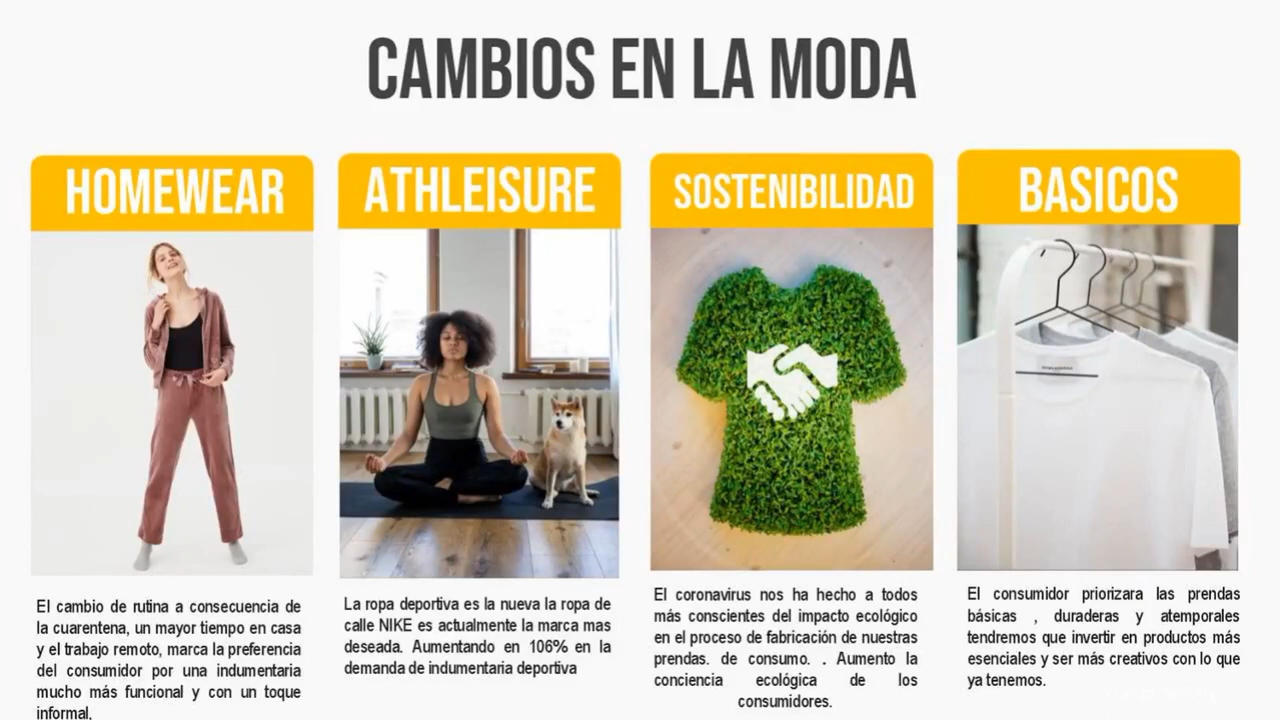 CAMBIOS EN LA MODA
HOMEWEAR
El cambio de rutina a consecuencia de
la cuarentena, un mayor tiempo en casa
y el trabajo remoto, marca la preferencia
del consumidor por una indumentaria
mucho más funcional y con un toque
informal,
ATHLEISURE
La ropa deportiva es la nueva la ropa de
calle NIKE es actualmente la marca mas
deseada. Aumentando en 106% en la
demanda de indumentaria deportiva
SOSTENIBILIDAD
El coronavirus nos ha hecho a todos
más conscientes del impacto ecológico
en el proceso de fabricación de nuestras
prendas. de consumo. . Aumento la
conciencia ecológica de los
consumidores.
BASICOS
El consumidor priorizara las prendas
básicas , duraderas y atemporales
tendremos que invertir en productos más
esenciales y ser más creativos con lo que
ya tenemos.